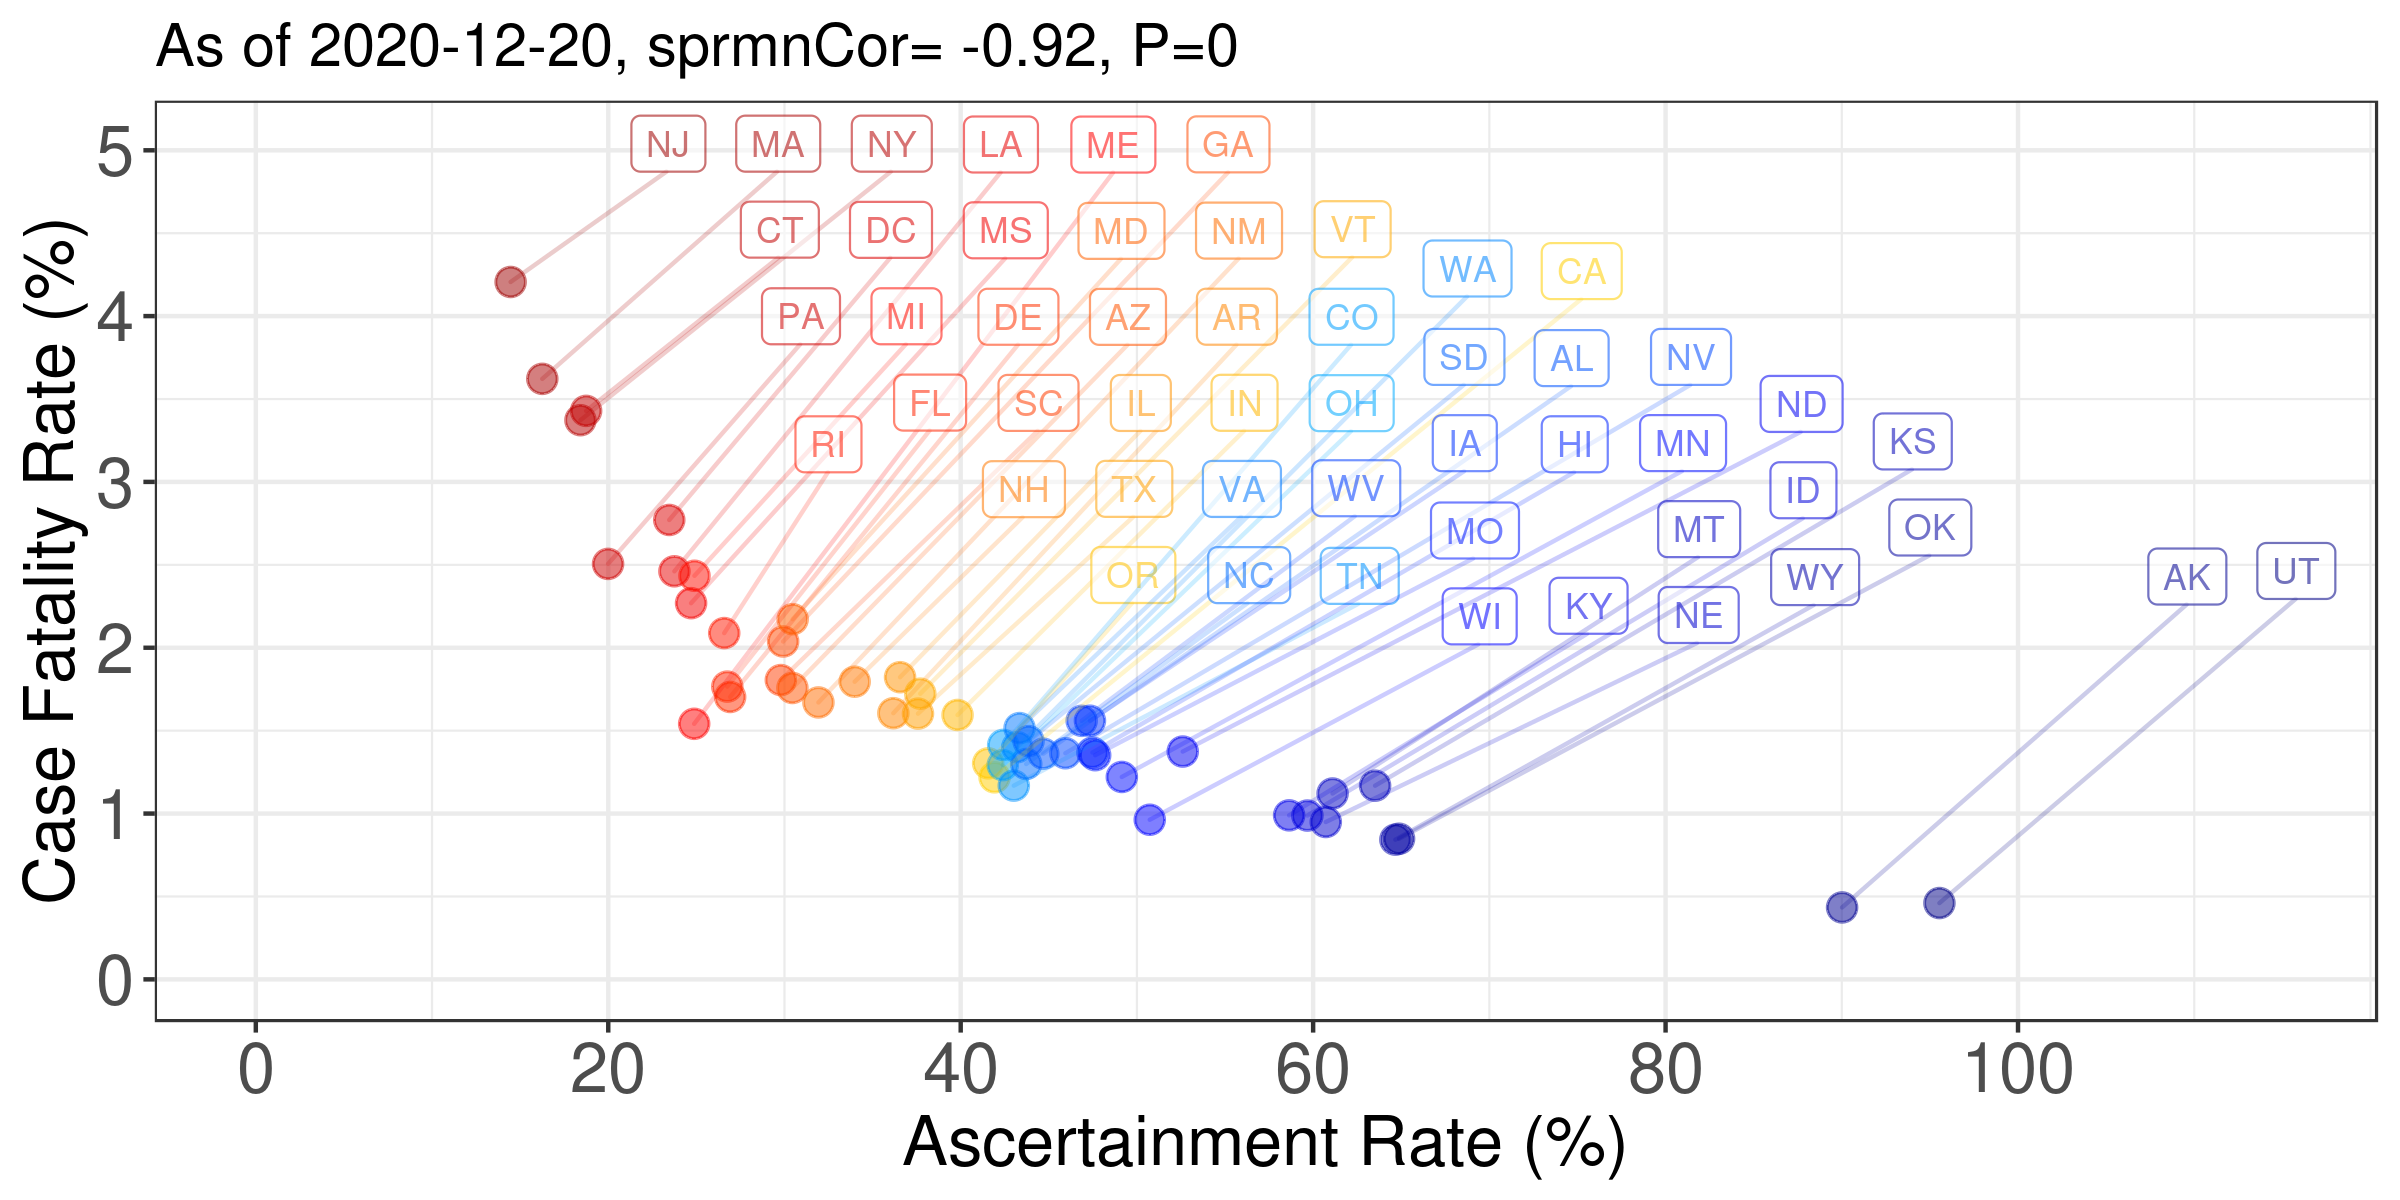 As of 2020-12-20, sprmnCor= -0.92, P=0
5
4
3
2
1
0
Case Fatality Rate (%)
NJ MA NY LA ME GA
CT DC MS MD NM VT
WA CA
PA MI DE AZ AR CO
SD AL NV
FL SC IL IN OH ND
RI IA HI MN KS
NH TX VA WV ID
MO MT OK
OR NC TN WY AK UT
WI KY NE
0 20 40 60 80 100
Ascertainment Rate (%)